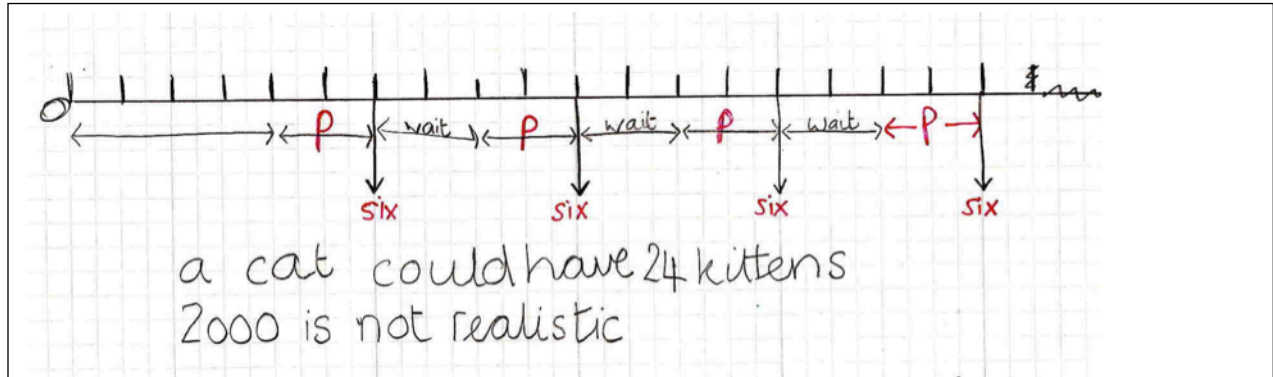 0
P wait P wait P wait P
six six six six
a cat could have 24 kittens
2000 is not realistic